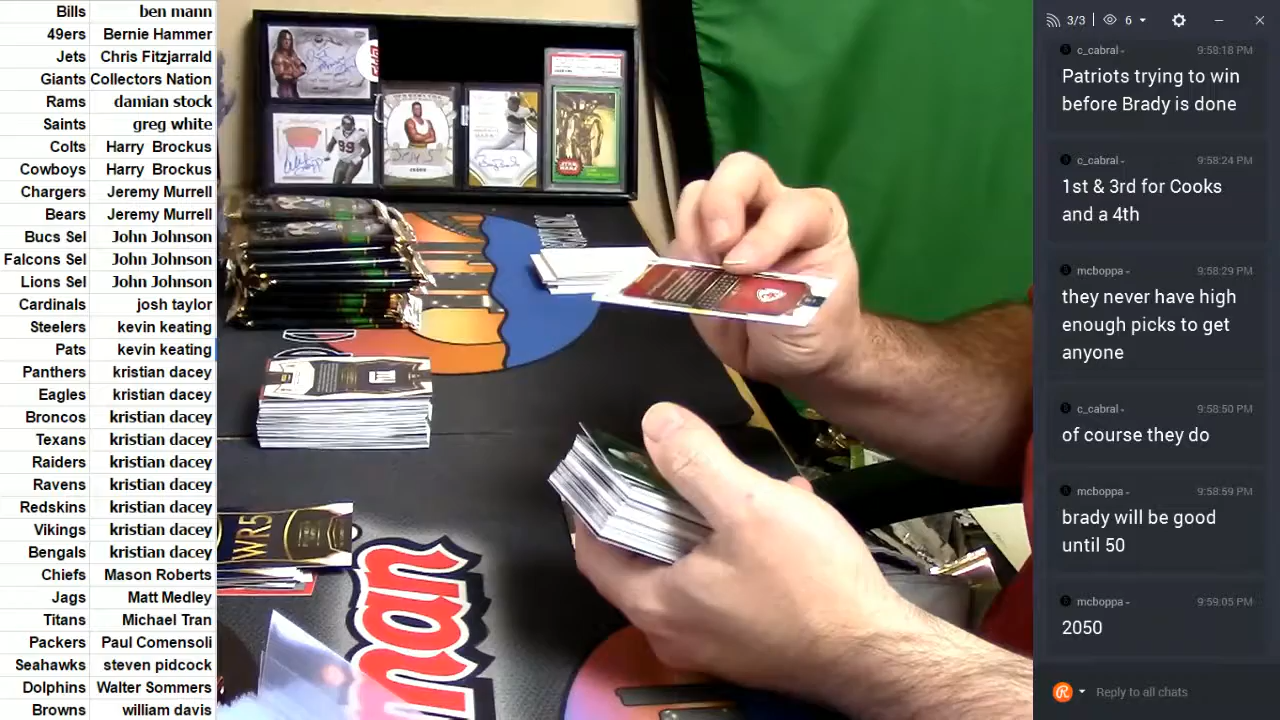 Bills ben mann
49ers Bernie Hammer
Jets Chris Fitzjarrald
Giants Collectors Nation
Rams damian stock
Saints greg white
Colts Harry Brockus
Cowboys Harry Brockus
Chargers Jeremy Murrell
Bears Jeremy Murrell
Bucs Sel John Johnson
Falcons Sel John Johnson
Lions Sel John Johnson
Cardinals josh taylor
Steelers kevin keating
Pats kevin keating
Panthers kristian dacey
Eagles kristian dacey
Broncos kristian dacey
Texans kristian dacey
Raiders kristian dacey
Ravens kristian dacey
Redskins kristian dacey
Vikings kristian dacey
Bengals kristian dacey
Chiefs Mason Roberts
Jags Matt Medley
Titans Michael Tran
Packers Paul Comensoli
Seahawks steven pidcock
Dolphins Walter Sommers
Browns william davis
STAR WARS
99
WR5
3/3 6
c_cabral 9:58:18 PM
Patriots trying to win
before Brady is done
c_cabral 9:58:24 PM
1st & 3rd for Cooks
and a 4th
mcboppa 9:58:29 PM
they never have high
enough picks to get
anyone
c_cabral 9:58:50 PM
of course they do
mcboppa 9:58:59 PM
brady will be good
until 50
mcboppa 9:59:05 PM
2050
Reply to all chats